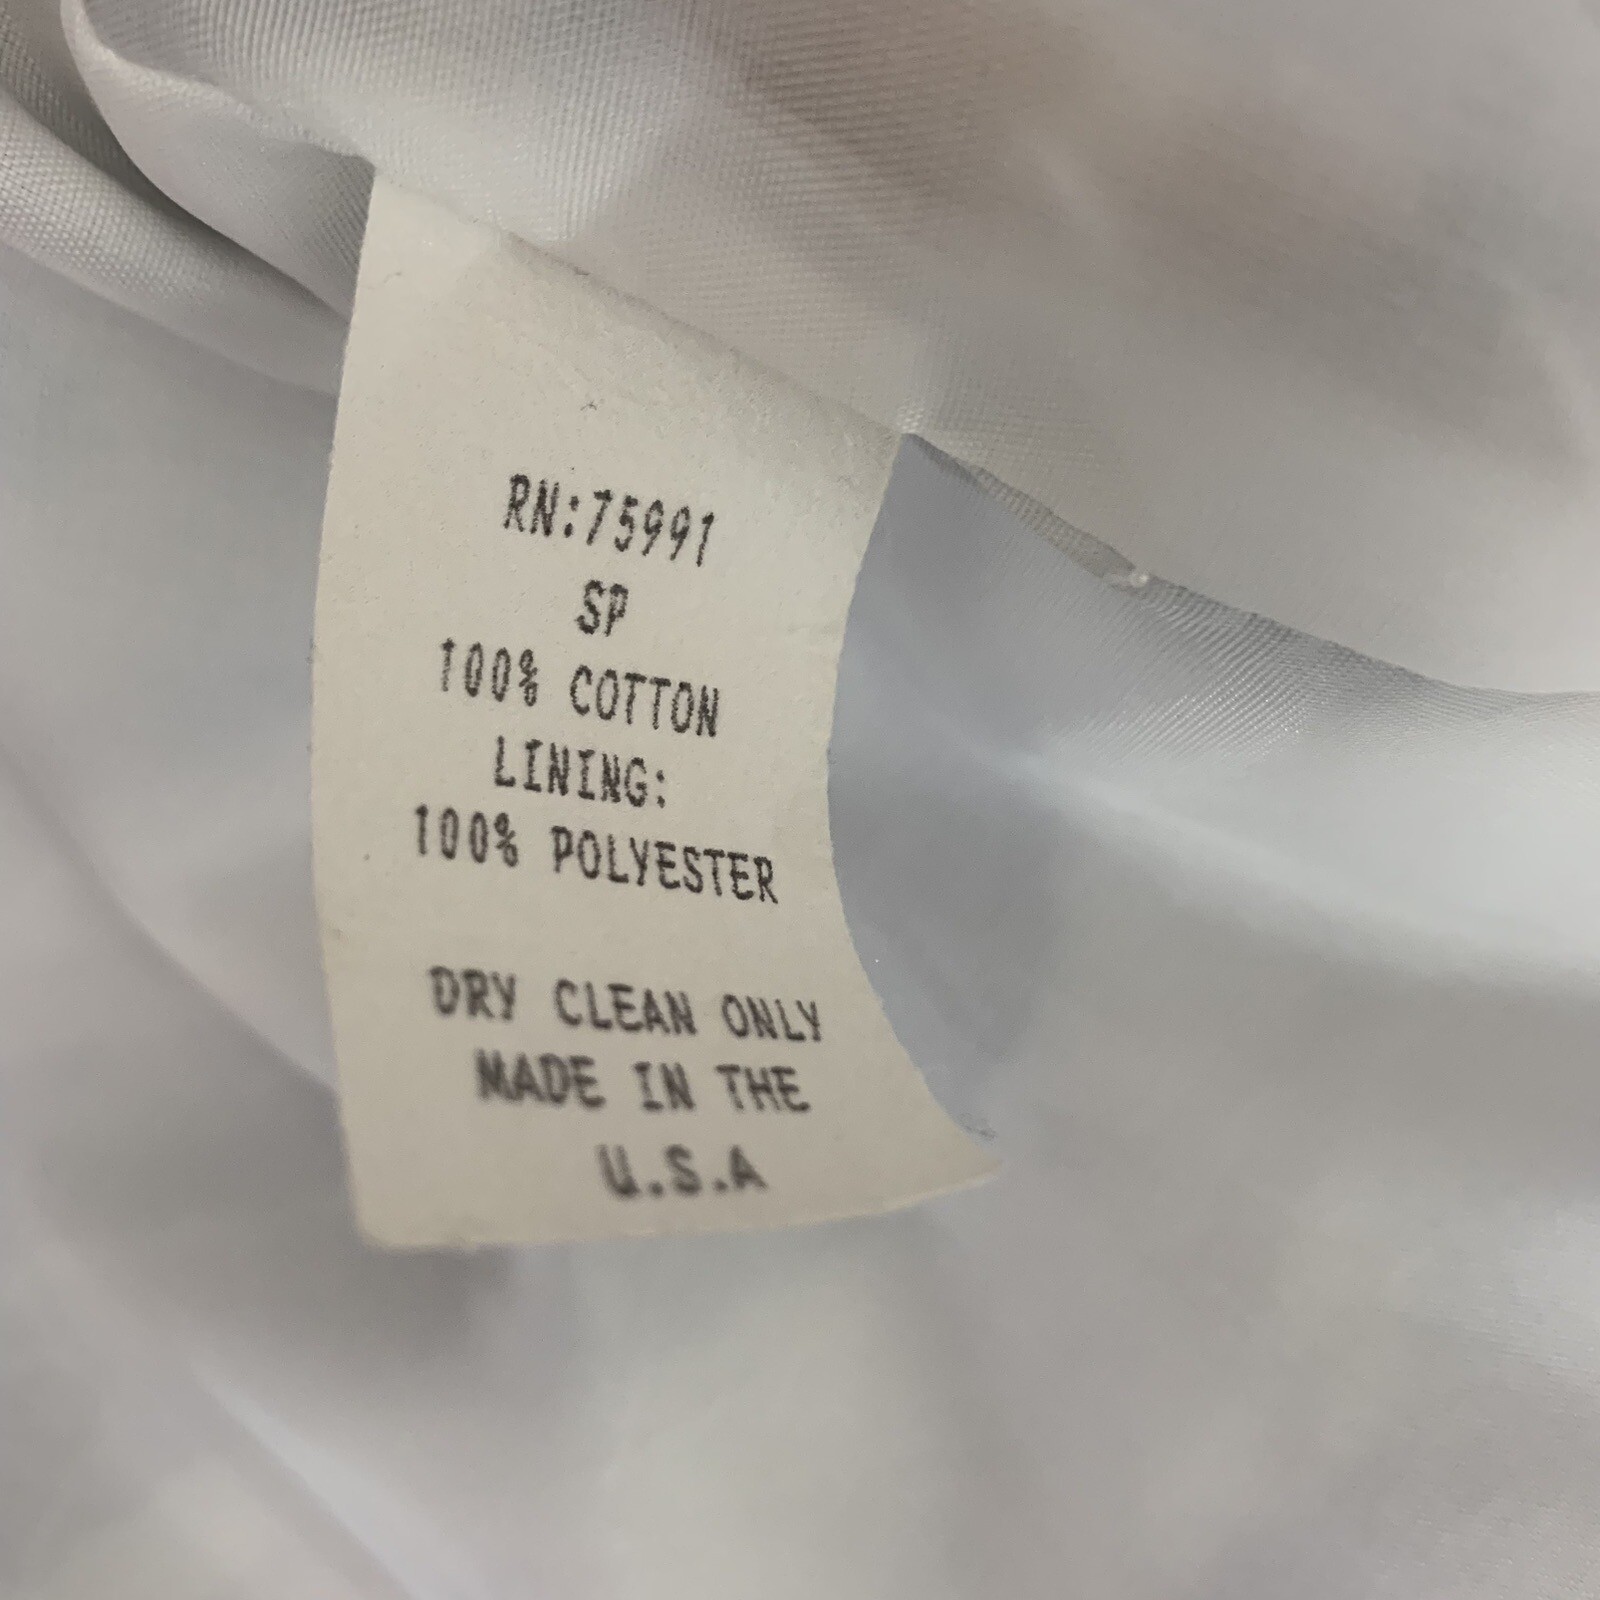 RN:75991
SP
100% COTTON
LINING:
100% POLYESTER
DRY CLEAN ONLY
MADE IN THE
U.S.A